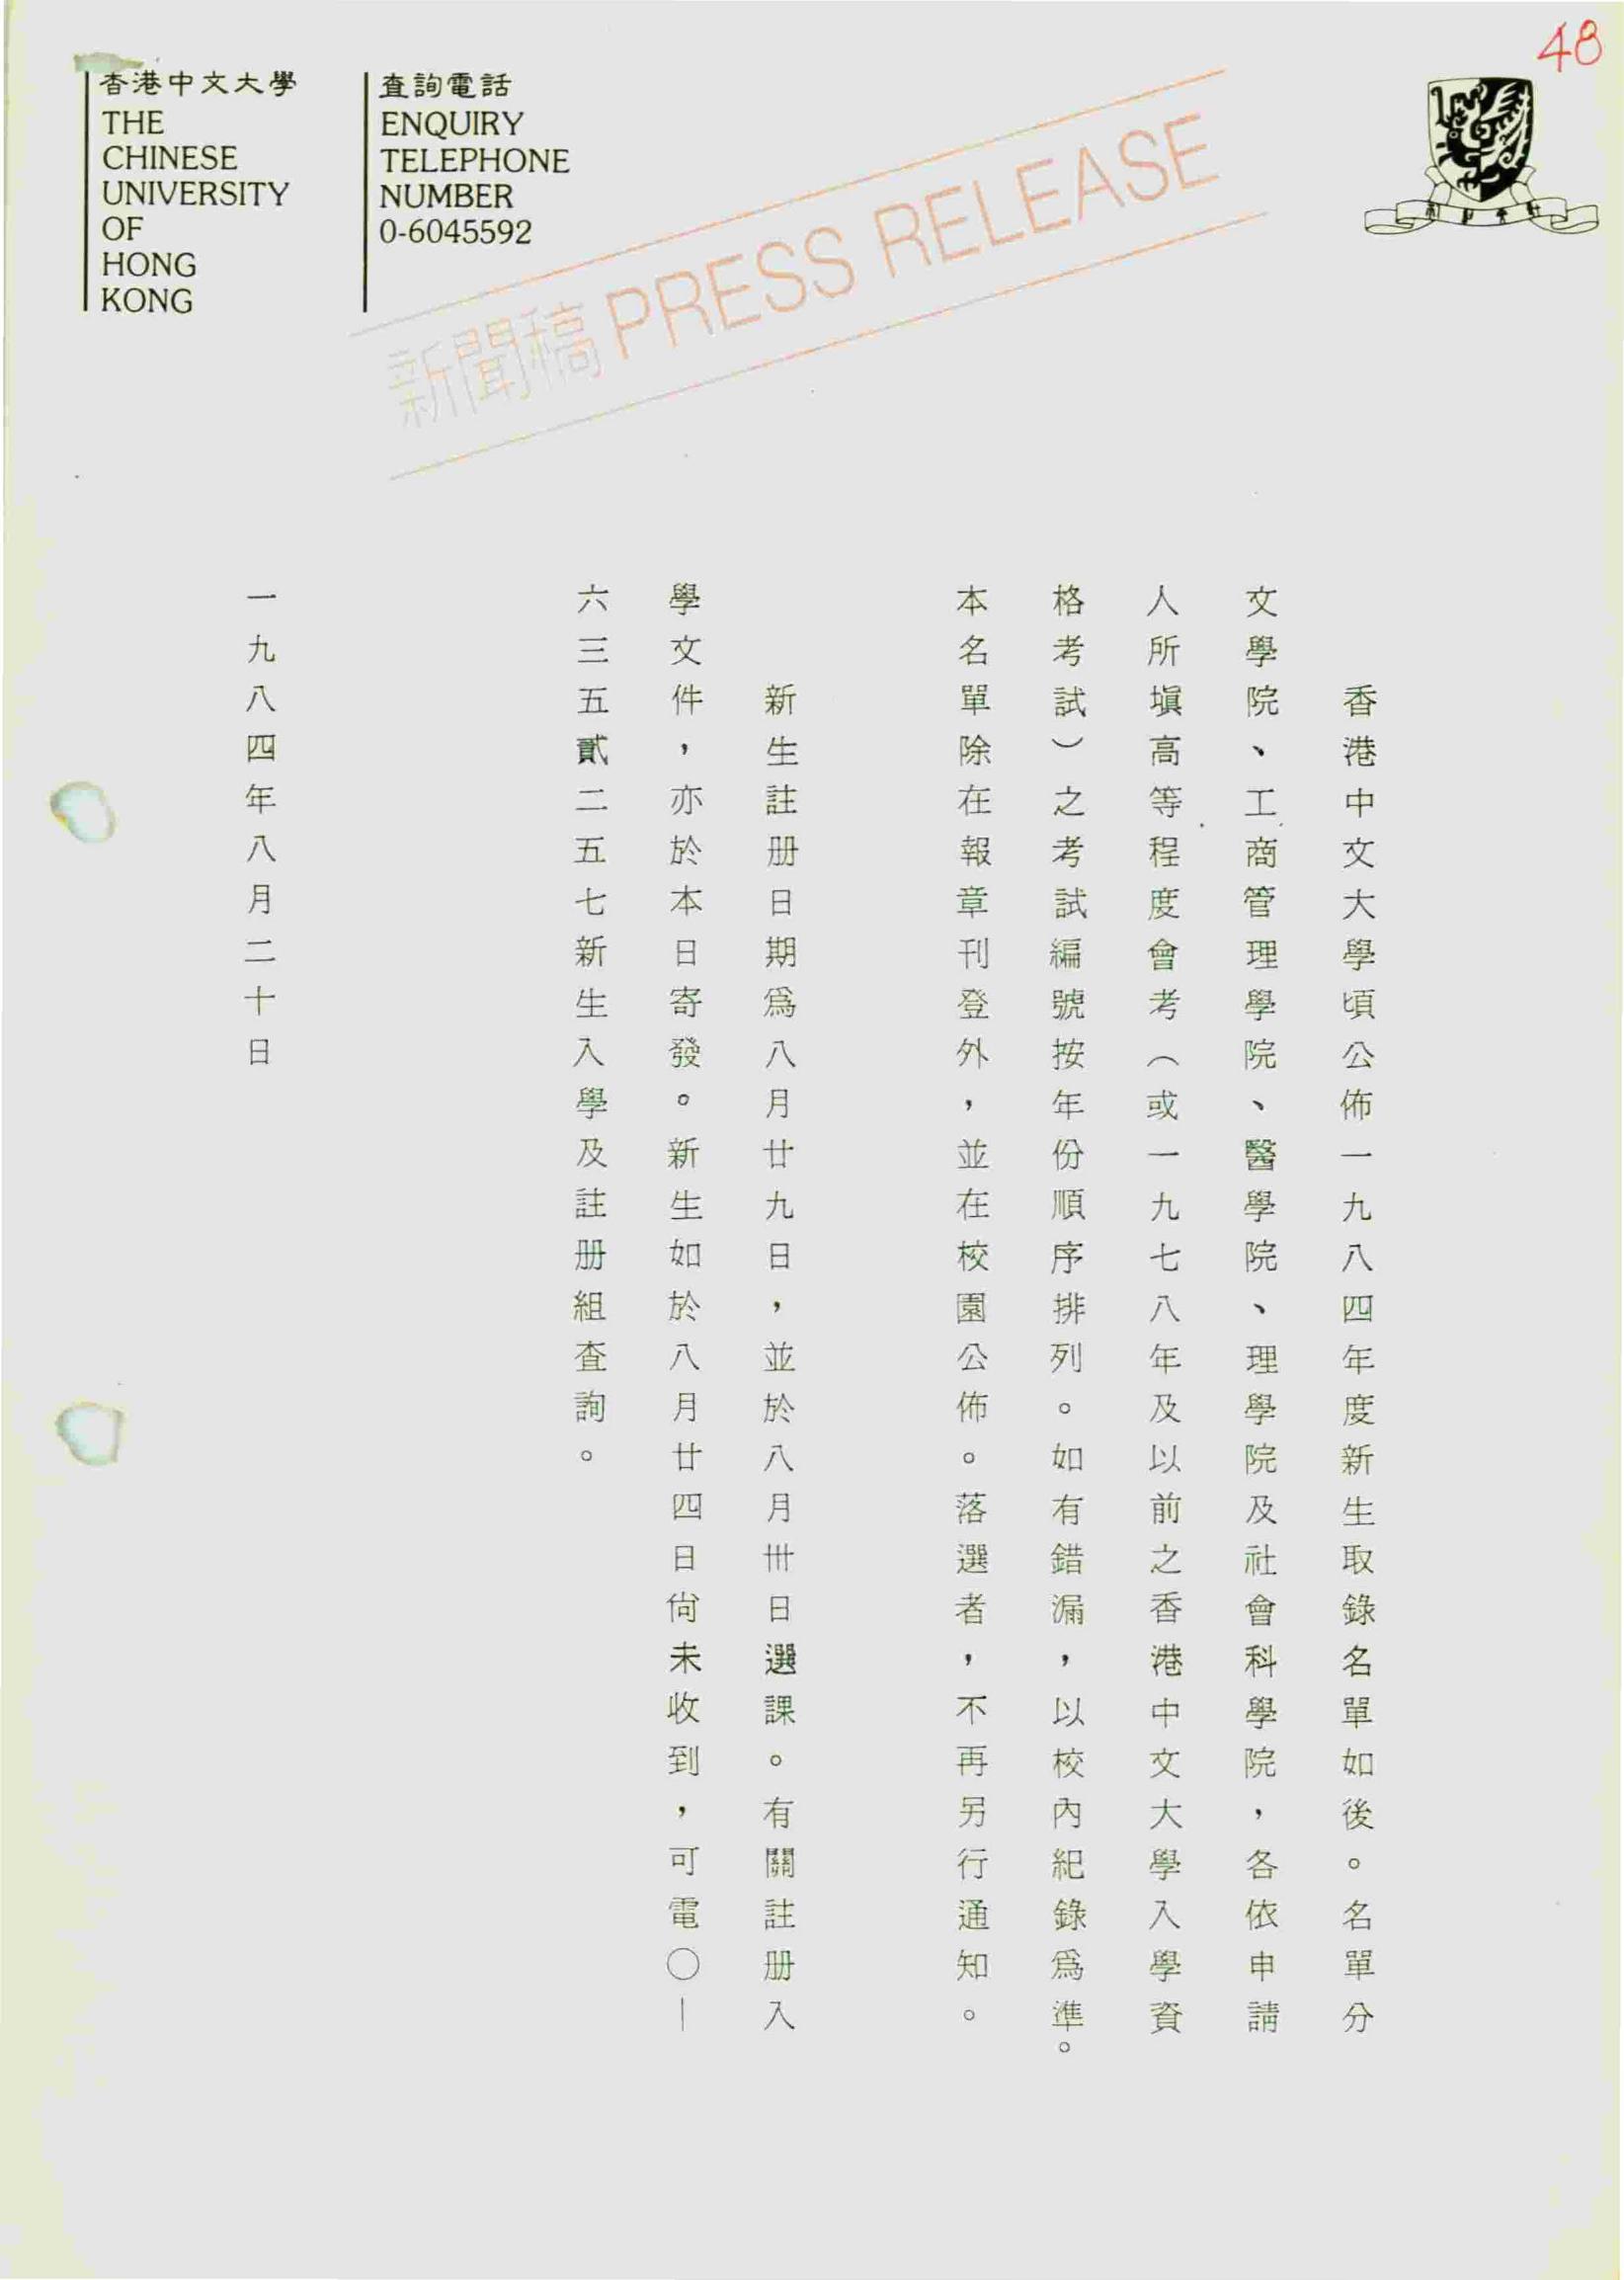 48
香港中文大學
THE
CHINESE
UNIVERSITY
OF
HONG
KONG
查詢電話
ENQUIRY
TELEPHONE
NUMBER
0-6045592
新聞稿 PRESS RELEASE
香港中文大學頃公佈一九八四年度新生取錄名單如後。名單分
文學院、工商管理學院、醫學院、理學院及社會科學院，各依申請
人所塡高等程度會考（或一九七八年及以前之香港中文大學入學資
格考試）之考試編號按年份順序排列。如有錯漏，以校內紀錄爲準。
本名單除在報章刊登外，並在校園公佈。落選者，不再另行通知。
新生註册日期爲八月廿九日，並於八月卅日選課。有關註册入
學文件，亦於本日寄發。新生如於八月廿四日尙未收到，可電〇｜
六三五貳二五七新生入學及註册組查詢。
一九八四年八月二十日